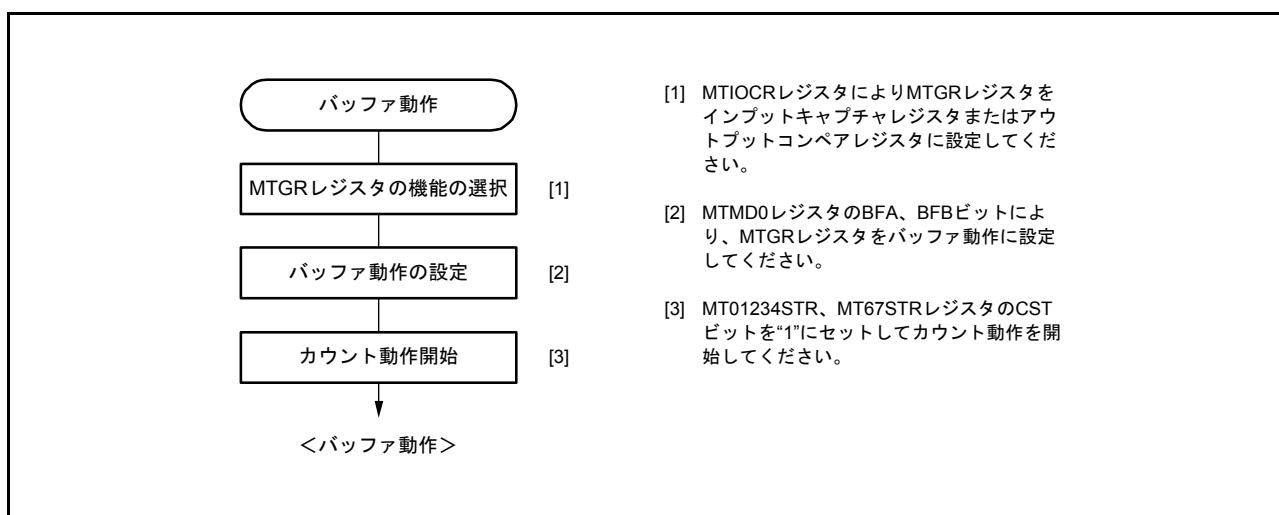 バッファ動作
MTGRレジスタの機能の選択 [1]
バッファ動作の設定 [2]
カウント動作開始 [3]
＜バッファ動作＞
[1] MTIOCRレジスタによりMTGRレジスタを
インプットキャプチャレジスタまたはアウ
トプットコンペアレジスタに設定してくだ
さい。
[2] MTMD0レジスタのBFA、BFBビットによ
り、MTGRレジスタをバッファ動作に設定
してください。
[3] MT01234STR、MT67STRレジスタのCST
ビットを“1”にセットしてカウント動作を開
始してください。